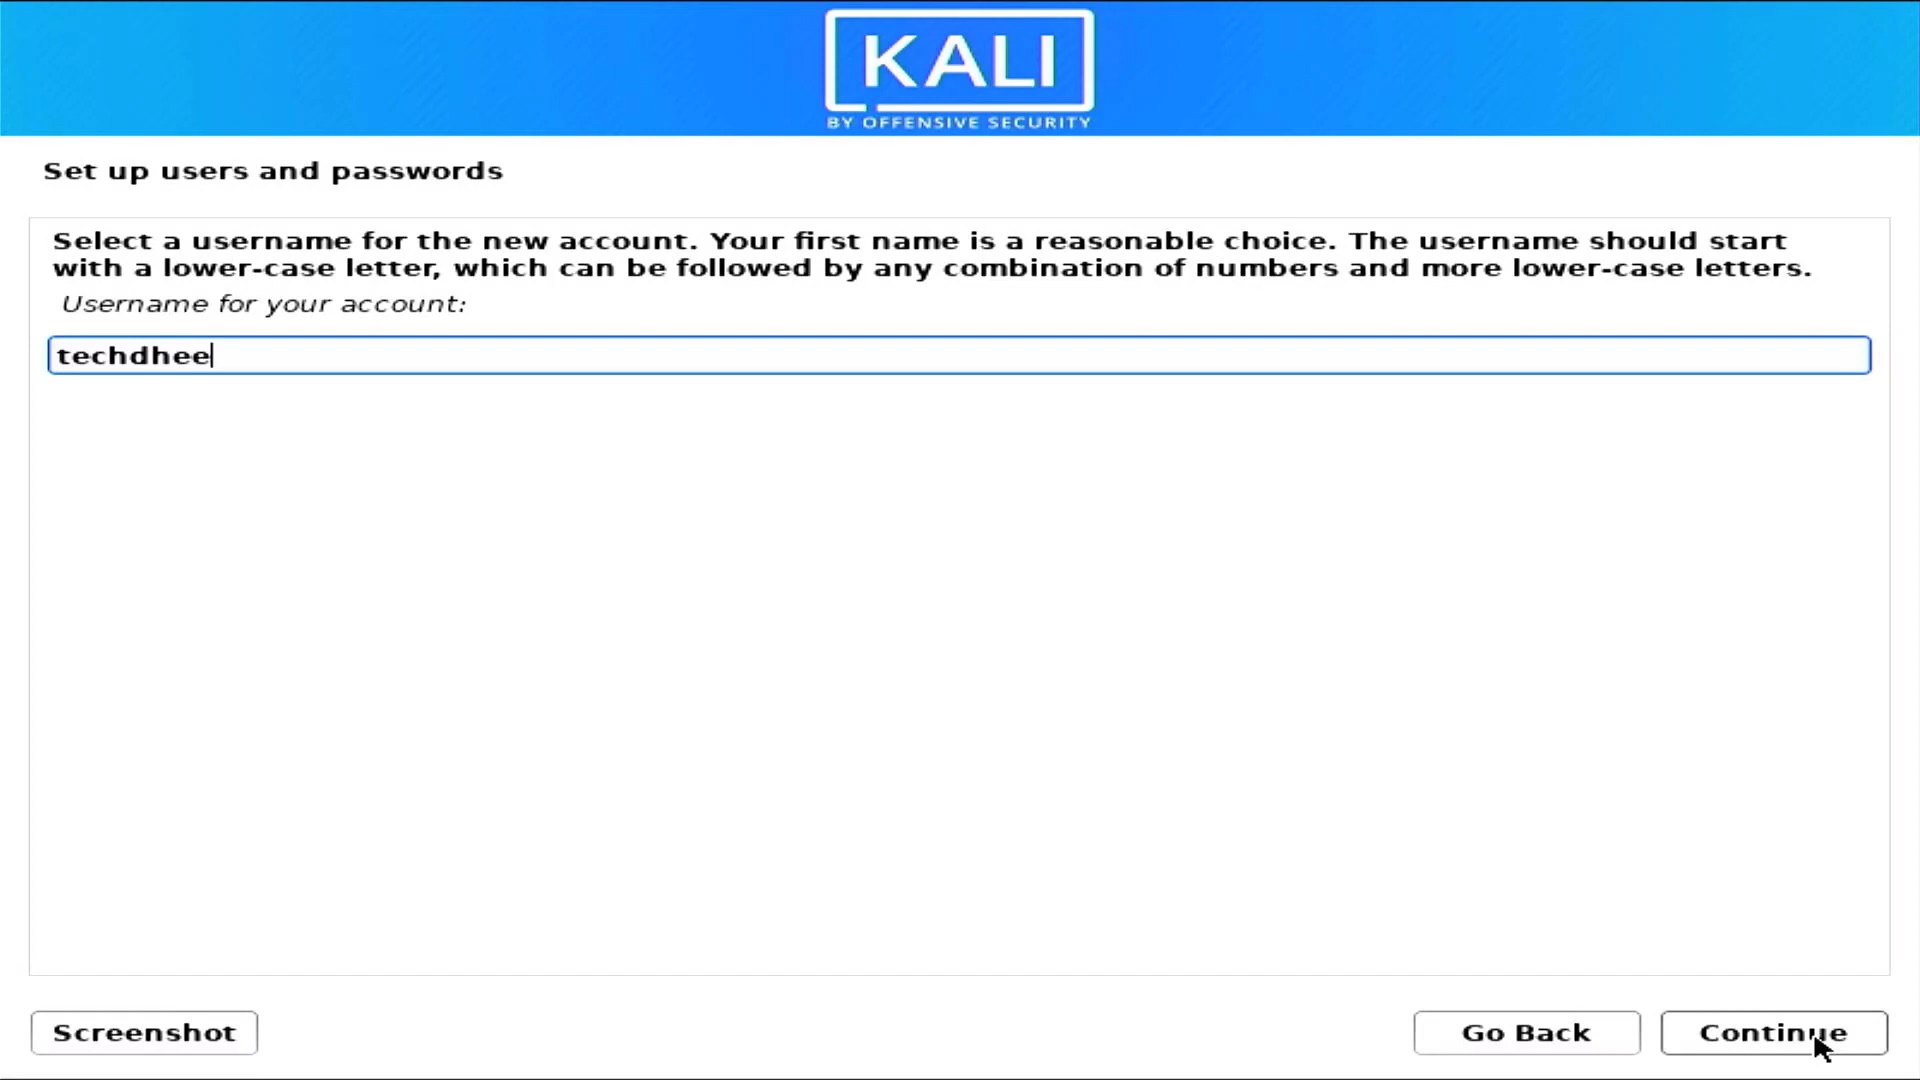 KALI
BY OFFENSIVE SECURITY
Set up users and passwords
Select a username for the new account. Your first name is a reasonable choice. The username should start
with a lower-case letter, which can be followed by any combination of numbers and more lower-case letters.
Username for your account:
techdhee
Screenshot
Go Back
Continue